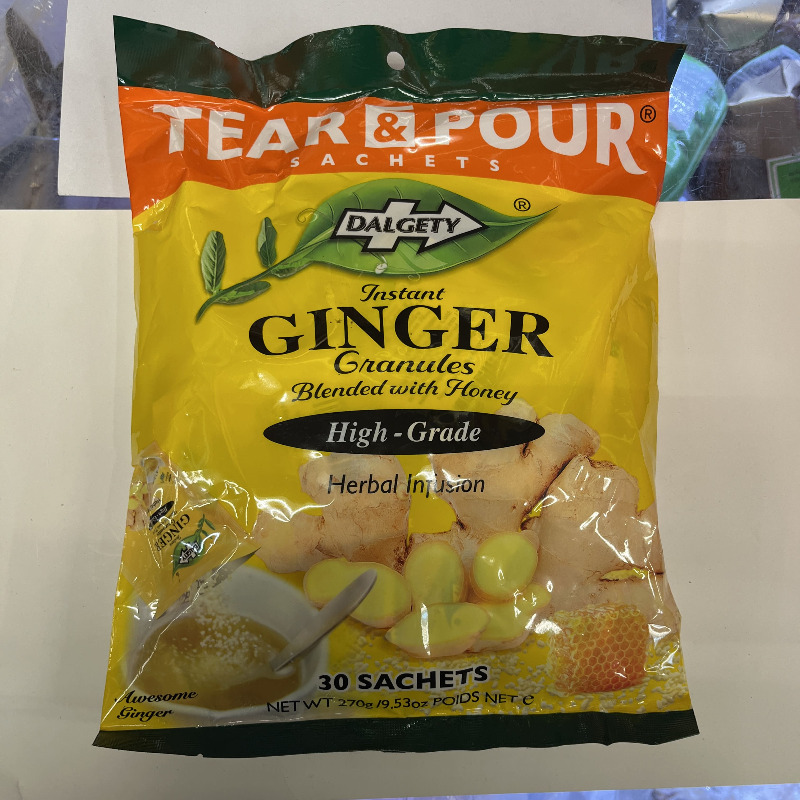 TEAR & POUR®
SACHETS
DALGETY ®
Instant
GINGER
Granules
Blended with Honey
High-Grade
Herbal Infusion
GINGER
30 SACHETS
NET WT 270g/9,53oz POIDS NET e
Awesome
Ginger